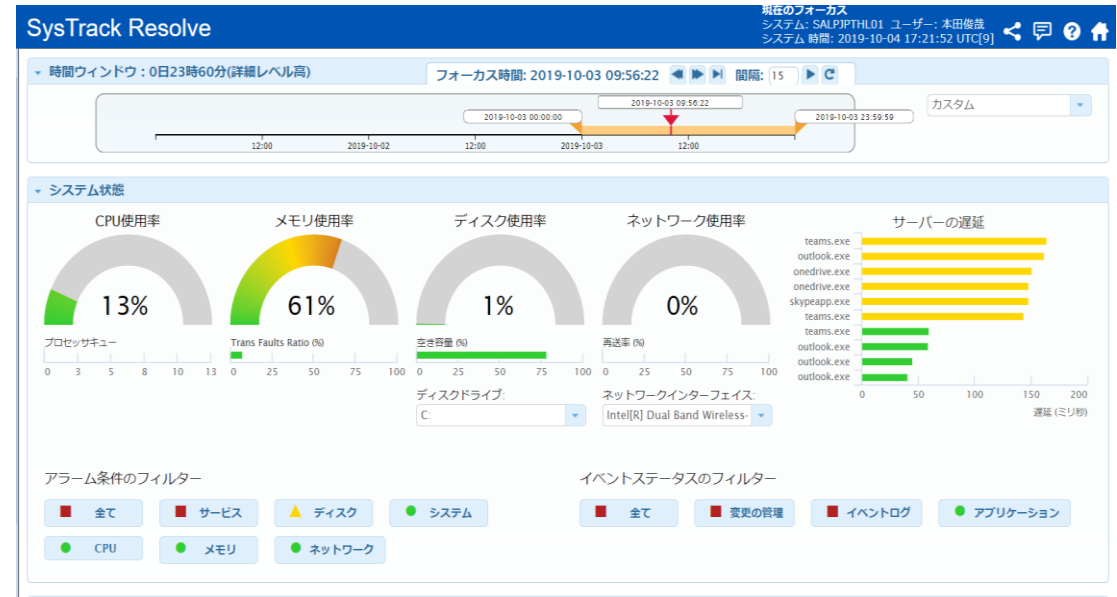 SysTrack Resolve
現在のフォーカス
システム: SALPJPTHL01 ユーザー: 本田俊哉
システム 時間: 2019-10-04 17:21:52 UTC[9]
時間ウィンドウ : 0日23時60分(詳細レベル高)
フォーカス時間: 2019-10-03 09:56:22
間隔: 15
2019-10-03 09:56:22
2019-10-03 00:00:00
2019-10-03 23:59:59
カスタム
12:00 2019-10-02 12:00 2019-10-03 12:00
システム状態
CPU使用率
13%
プロセッサキュー
0 3 5 8 10 13
メモリ使用率
61%
Trans Faults Ratio (%)
0 25 50 75 100
ディスク使用率
1%
空き容量 (%)
0 25 50 75 100
ディスクドライブ:
C:
ネットワーク使用率
0%
再送率 (%)
0 25 50 75 100
ネットワークインターフェイス:
Intel[R] Dual Band Wireless-
サーバーの遅延
teams.exe
outlook.exe
onedrive.exe
onedrive.exe
skypeapp.exe
teams.exe
teams.exe
outlook.exe
outlook.exe
outlook.exe
0 50 100 150 200
遅延 (ミリ秒)
アラーム条件のフィルター
全て サービス ディスク システム
CPU メモリ ネットワーク
イベントステータスのフィルター
全て 変更の管理 イベントログ アプリケーション